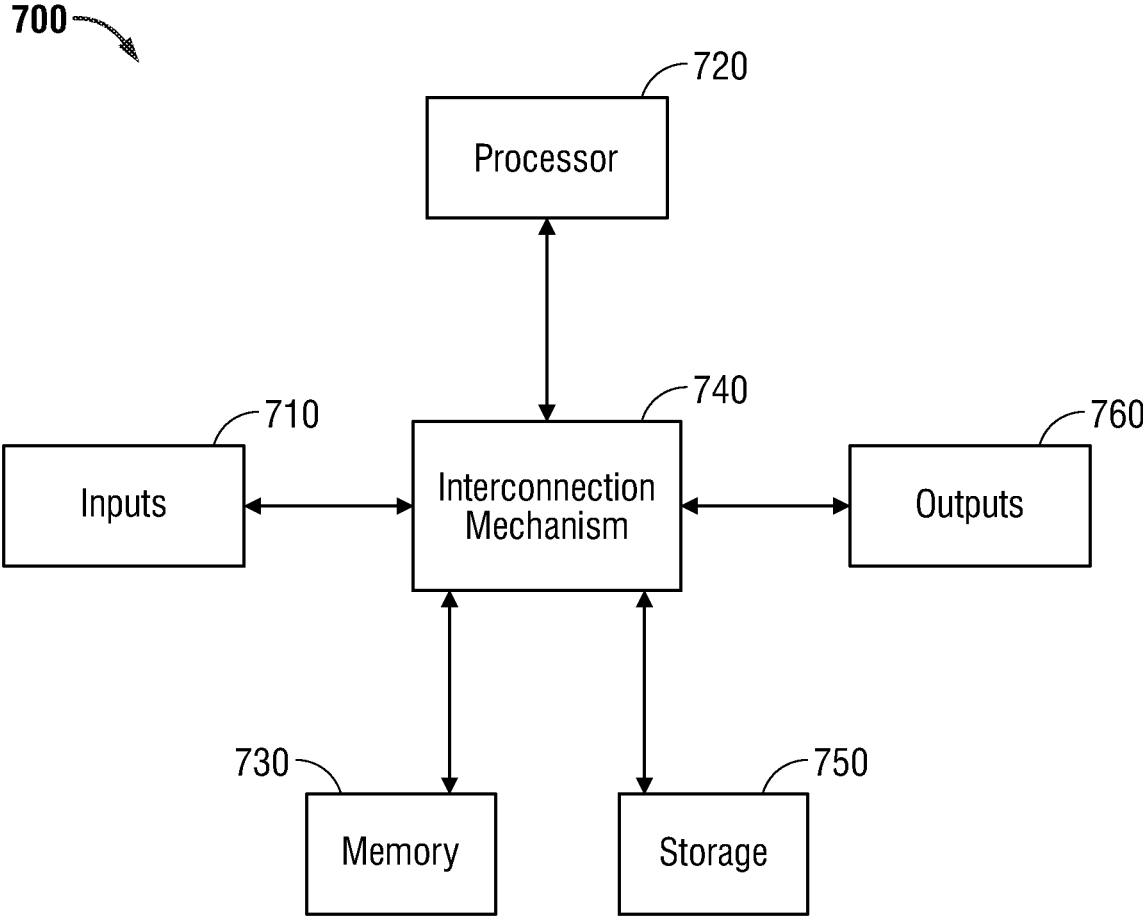 700
720
Processor
740
710
760
Inputs
Interconnection
Mechanism
Outputs
730
750
Memory
Storage